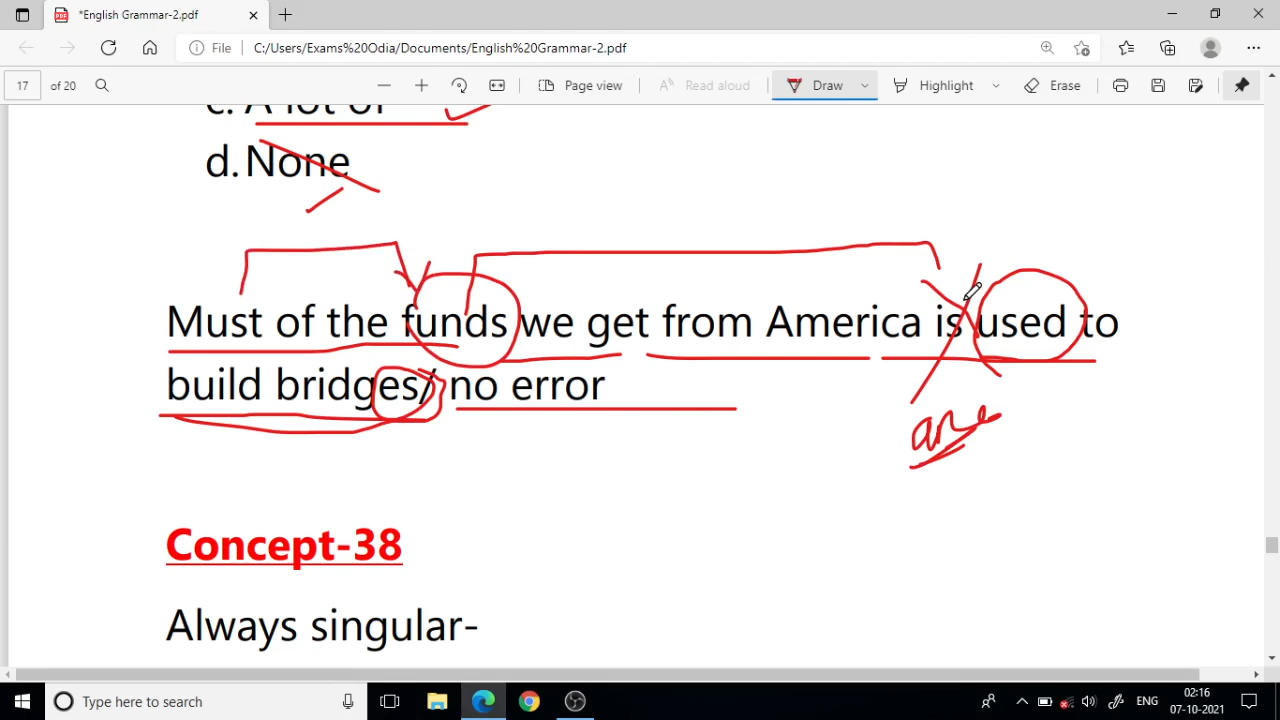 *English Grammar-2.pdf
File C:/Users/Exams%20Odia/Documents/English%20Grammar-2.pdf
17 of 20 Page view Read aloud Draw Highlight Erase
c. A lot of
d. None
Must of the funds we get from America is used to
build bridges/ no error
are
Concept-38
Always singular-
Type here to search
ENG
02:16
07-10-2021